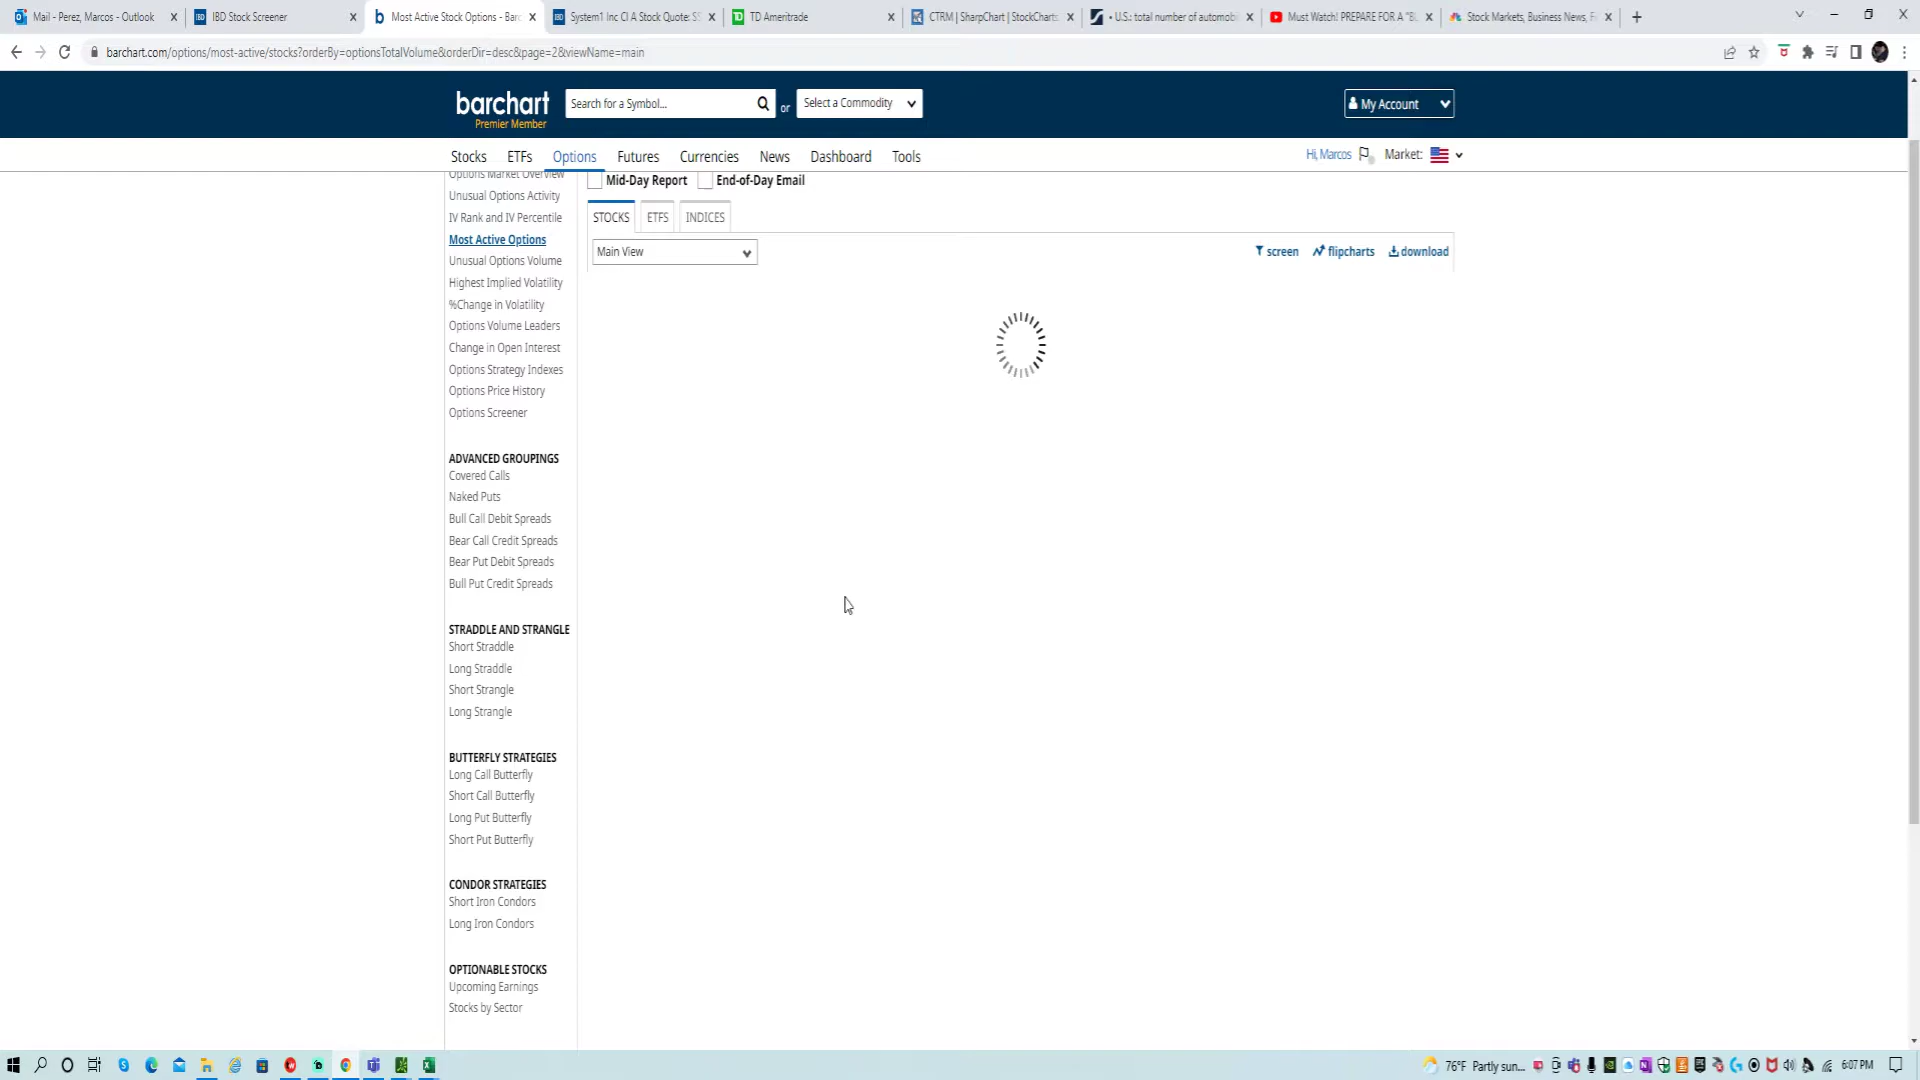 Mail - Perez, Marcos - Outlook
IBD Stock Screener
Most Active Stock Options - Barc
System1 Inc Cl A Stock Quote: S
TD Ameritrade
CTRM | SharpChart | StockCharts.
• U.S.: total number of automobi
Must Watch! PREPARE FOR A "B
Stock Markets, Business News, F
barchart.com/options/most-active/stocks?orderBy=optionsTotalVolume&orderDir=desc&page=2&viewName=main
barchart
Premier Member
Search for a Symbol...
or
Select a Commodity
My Account
Stocks ETFs Options Futures Currencies News Dashboard Tools
Hi, Marcos
Market:
Options Market Overview
Unusual Options Activity
IV Rank and IV Percentile
Most Active Options
Unusual Options Volume
Highest Implied Volatility
%Change in Volatility
Options Volume Leaders
Change in Open Interest
Options Strategy Indexes
Options Price History
Options Screener
ADVANCED GROUPINGS
Covered Calls
Naked Puts
Bull Call Debit Spreads
Bear Call Credit Spreads
Bear Put Debit Spreads
Bull Put Credit Spreads
STRADDLE AND STRANGLE
Short Straddle
Long Straddle
Short Strangle
Long Strangle
BUTTERFLY STRATEGIES
Long Call Butterfly
Short Call Butterfly
Long Put Butterfly
Short Put Butterfly
CONDOR STRATEGIES
Short Iron Condors
Long Iron Condors
OPTIONABLE STOCKS
Upcoming Earnings
Stocks by Sector
Mid-Day Report End-of-Day Email
STOCKS ETFS INDICES
Main View
screen flipcharts download
76°F Partly sun...
6:07 PM